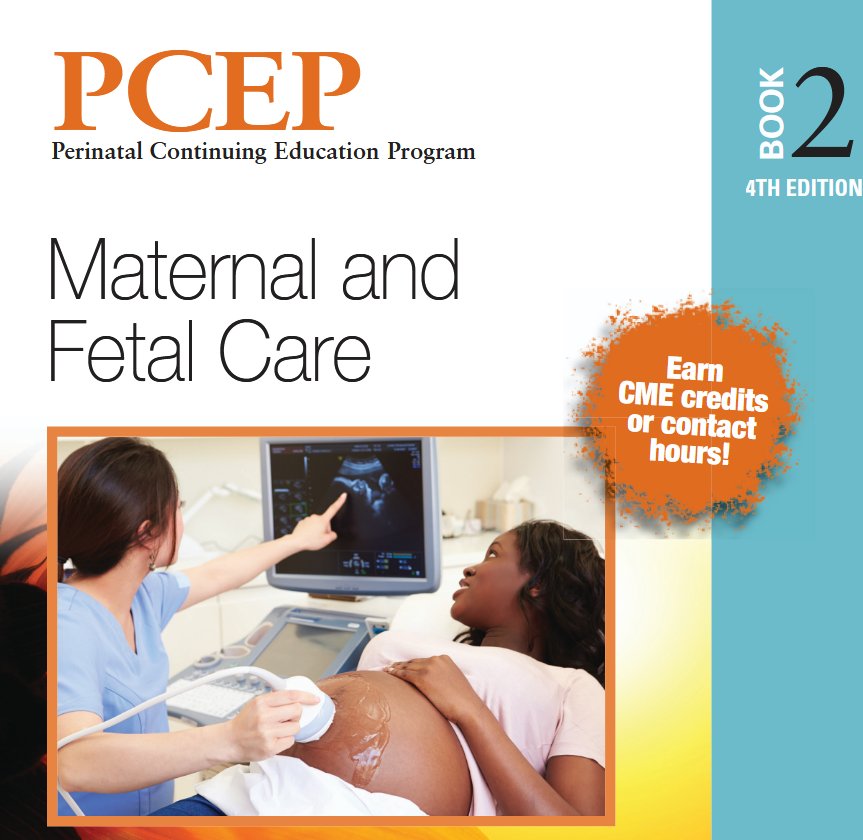 PCEP
Perinatal Continuing Education Program
BOOK 2
4TH EDITION
Maternal and
Fetal Care
Earn
CME credits
or contact
hours!